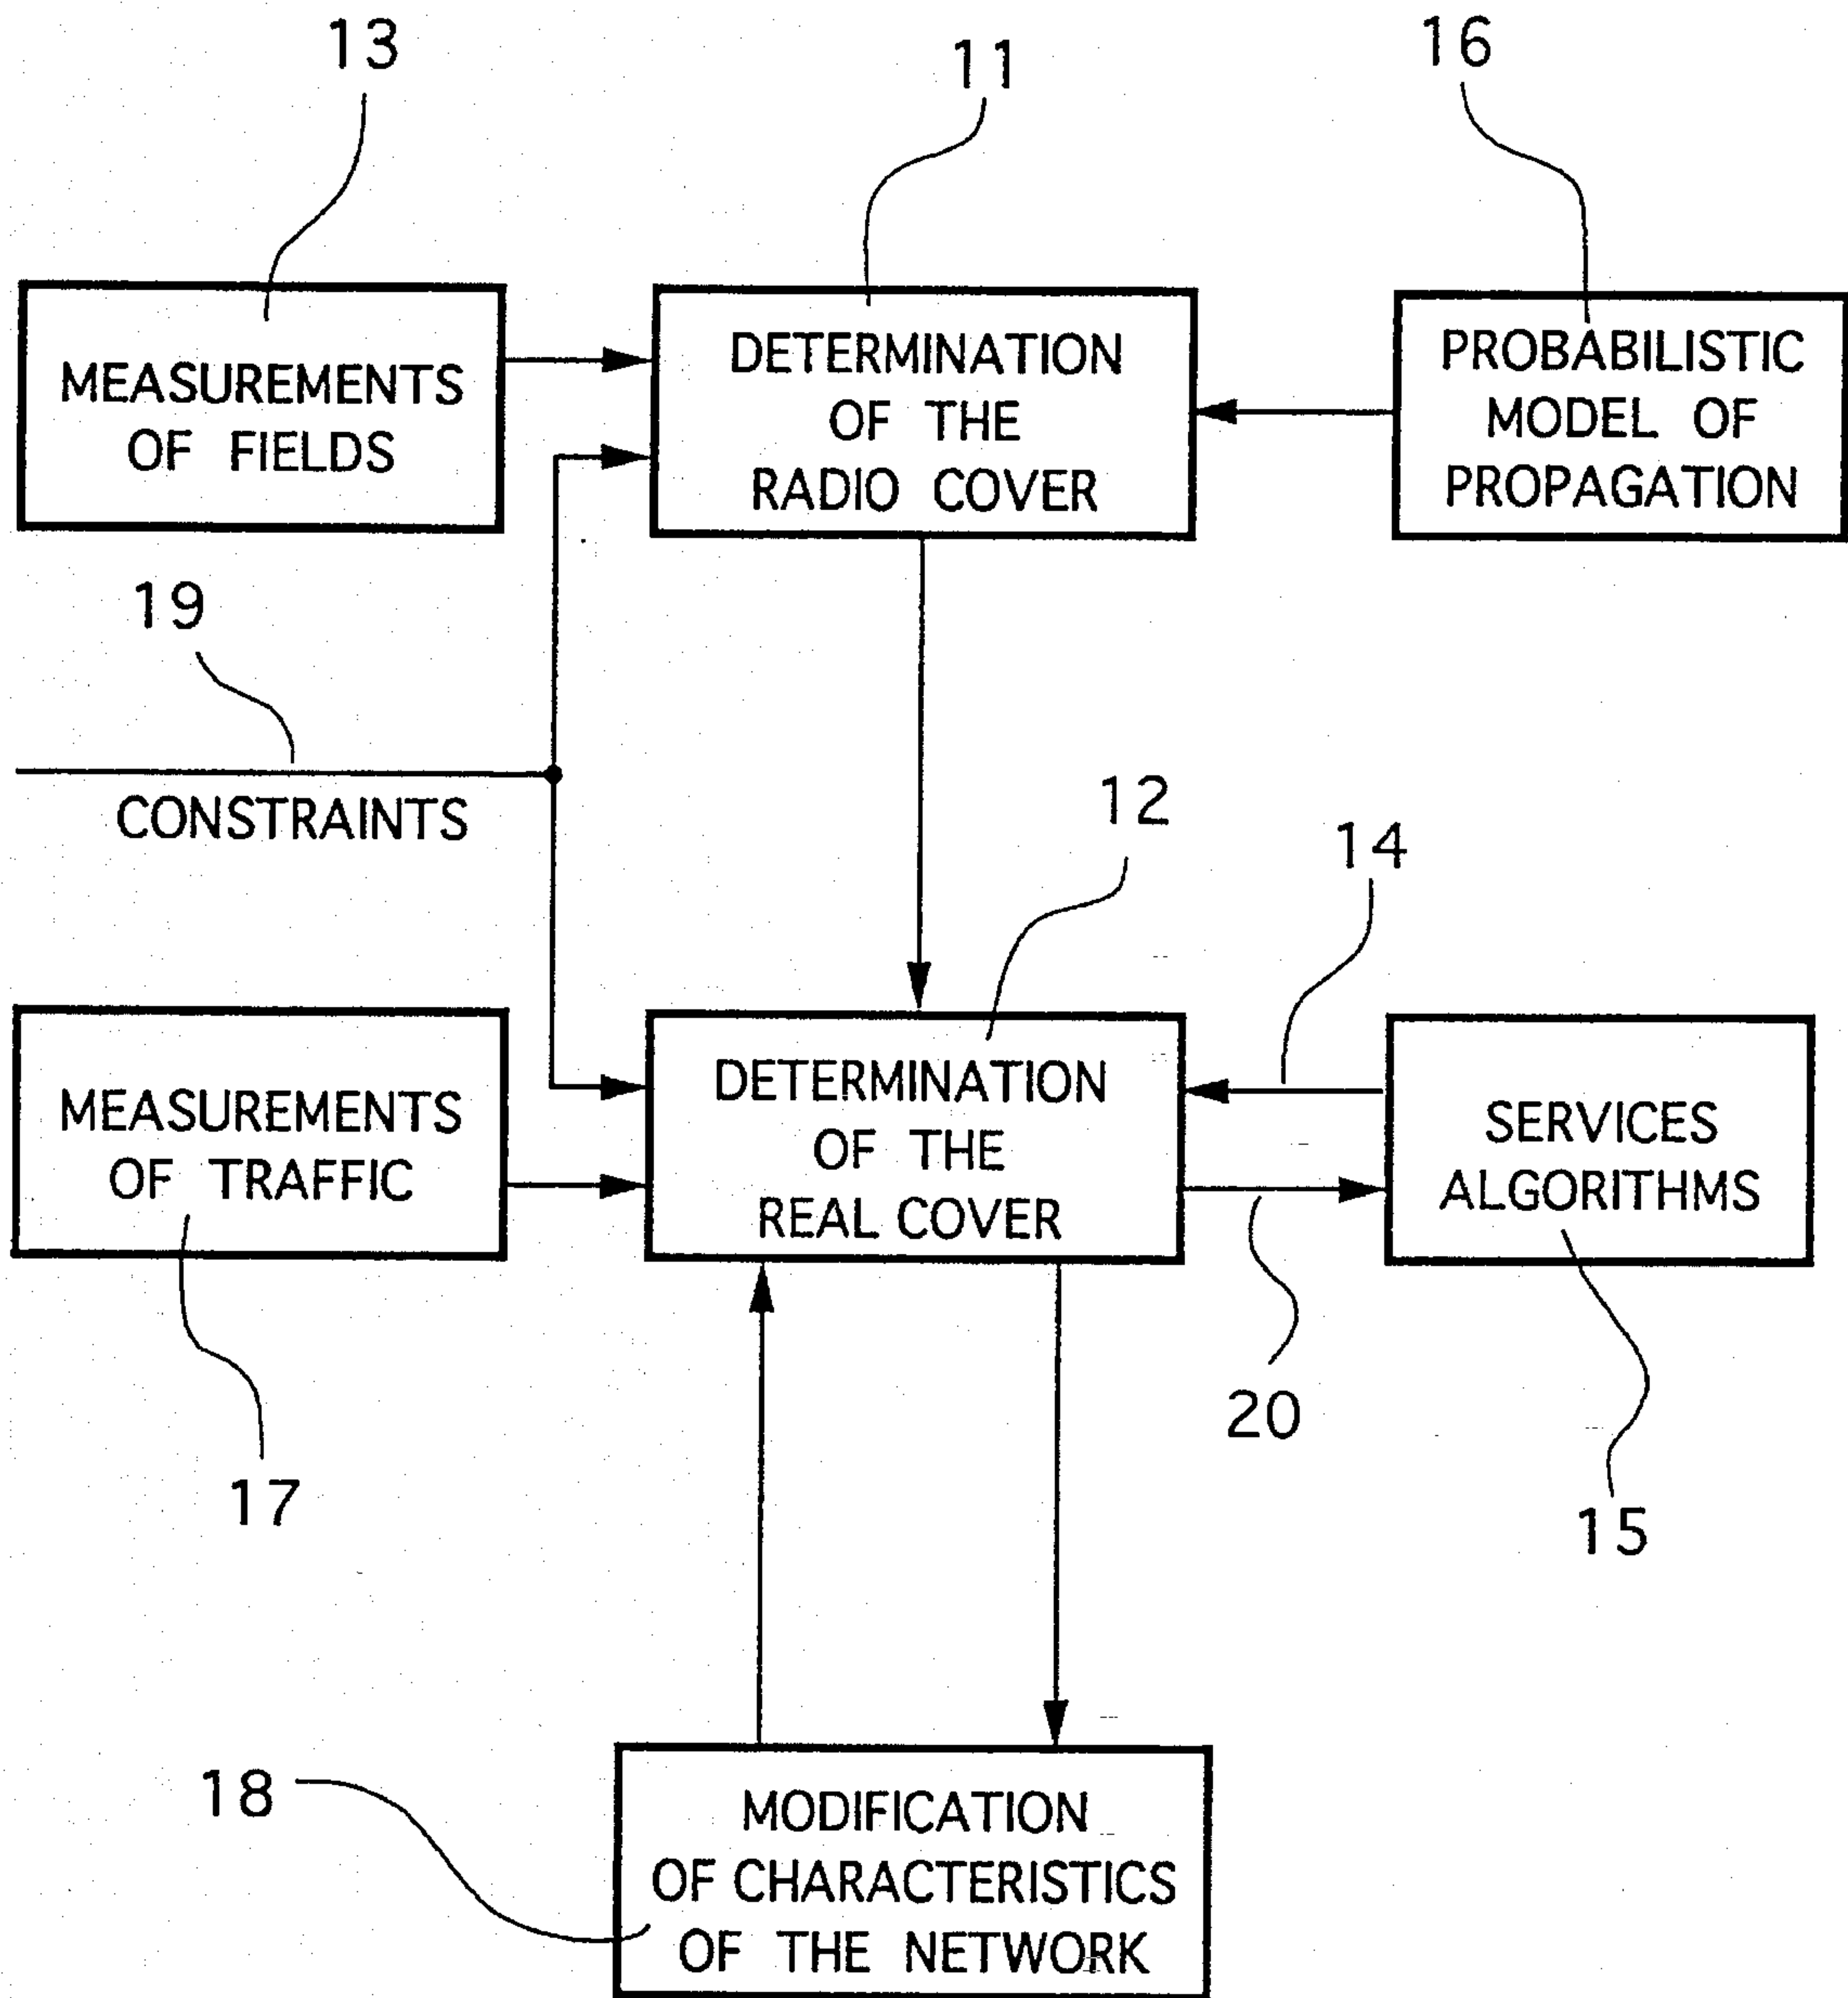 13
11
16
MEASUREMENTS
OF FIELDS
DETERMINATION
OF THE
RADIO COVER
PROBABILISTIC
MODEL OF
PROPAGATION
19
CONSTRAINTS
12
14
MEASUREMENTS
OF TRAFFIC
DETERMINATION
OF THE
REAL COVER
SERVICES
ALGORITHMS
20
17
15
18
MODIFICATION
OF CHARACTERISTICS
OF THE NETWORK